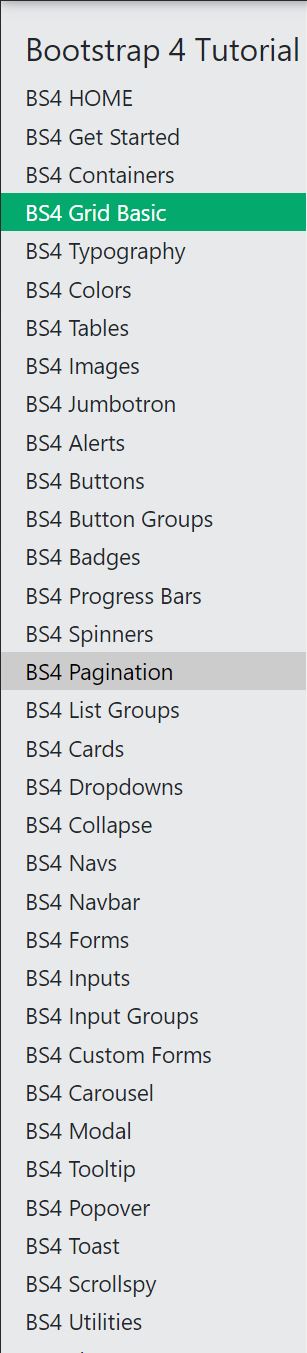 Bootstrap 4 Tutorial
BS4 HOME
BS4 Get Started
BS4 Containers
BS4 Grid Basic
BS4 Typography
BS4 Colors
BS4 Tables
BS4 Images
BS4 Jumbotron
BS4 Alerts
BS4 Buttons
BS4 Button Groups
BS4 Badges
BS4 Progress Bars
BS4 Spinners
BS4 Pagination
BS4 List Groups
BS4 Cards
BS4 Dropdowns
BS4 Collapse
BS4 Navs
BS4 Navbar
BS4 Forms
BS4 Inputs
BS4 Input Groups
BS4 Custom Forms
BS4 Carousel
BS4 Modal
BS4 Tooltip
BS4 Popover
BS4 Toast
BS4 Scrollspy
BS4 Utilities